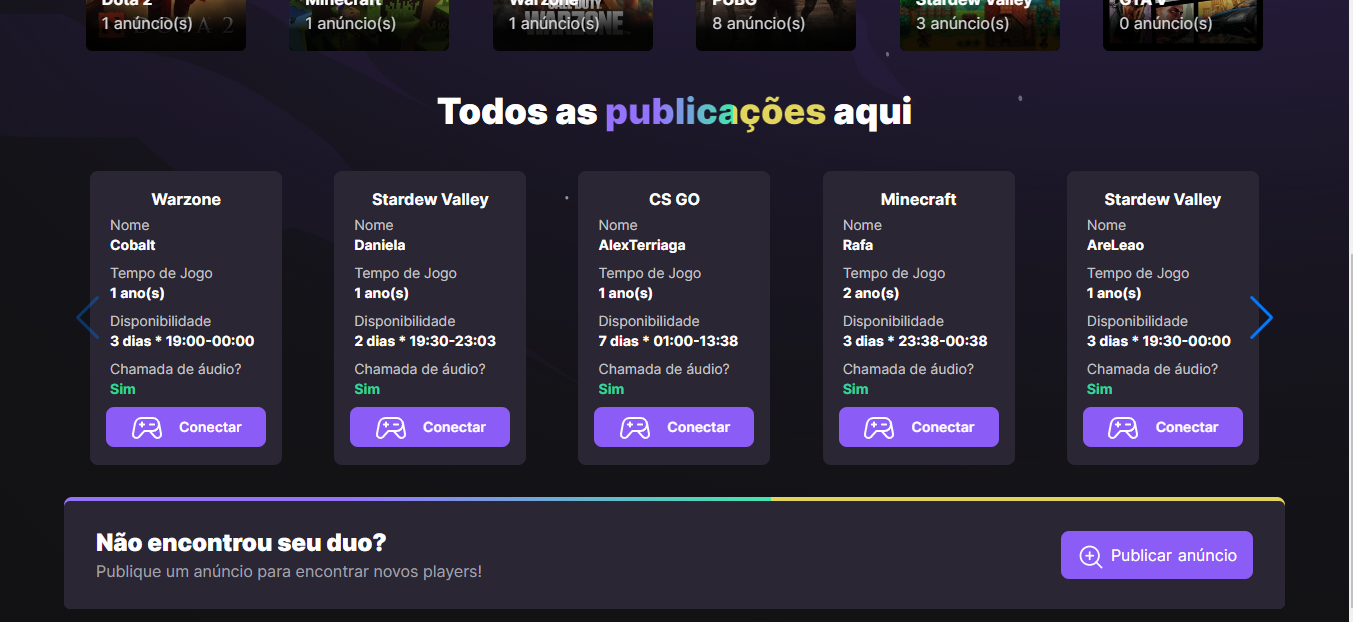 Dota 2
Minecraft
Warzone
PUBG
Stardew Valley
GTA V
1 anúncio(s)
1 anúncio(s)
1 anúncio(s)
8 anúncio(s)
3 anúncio(s)
0 anúncio(s)
WARZONE
Todos as publicações aqui
Warzone
Nome
Cobalt
Tempo de Jogo
1 ano(s)
Disponibilidade
3 dias * 19:00-00:00
Chamada de áudio?
Sim
Conectar
Stardew Valley
Nome
Daniela
Tempo de Jogo
1 ano(s)
Disponibilidade
2 dias * 19:30-23:03
Chamada de áudio?
Sim
Conectar
CS GO
Nome
AlexTerriaga
Tempo de Jogo
1 ano(s)
Disponibilidade
7 dias * 01:00-13:38
Chamada de áudio?
Sim
Conectar
Minecraft
Nome
Rafa
Tempo de Jogo
2 ano(s)
Disponibilidade
3 dias * 23:38-00:38
Chamada de áudio?
Sim
Conectar
Stardew Valley
Nome
AreLeao
Tempo de Jogo
1 ano(s)
Disponibilidade
3 dias * 19:30-00:00
Chamada de áudio?
Sim
Conectar
Não encontrou seu duo?
Publique um anúncio para encontrar novos players!
Publicar anúncio